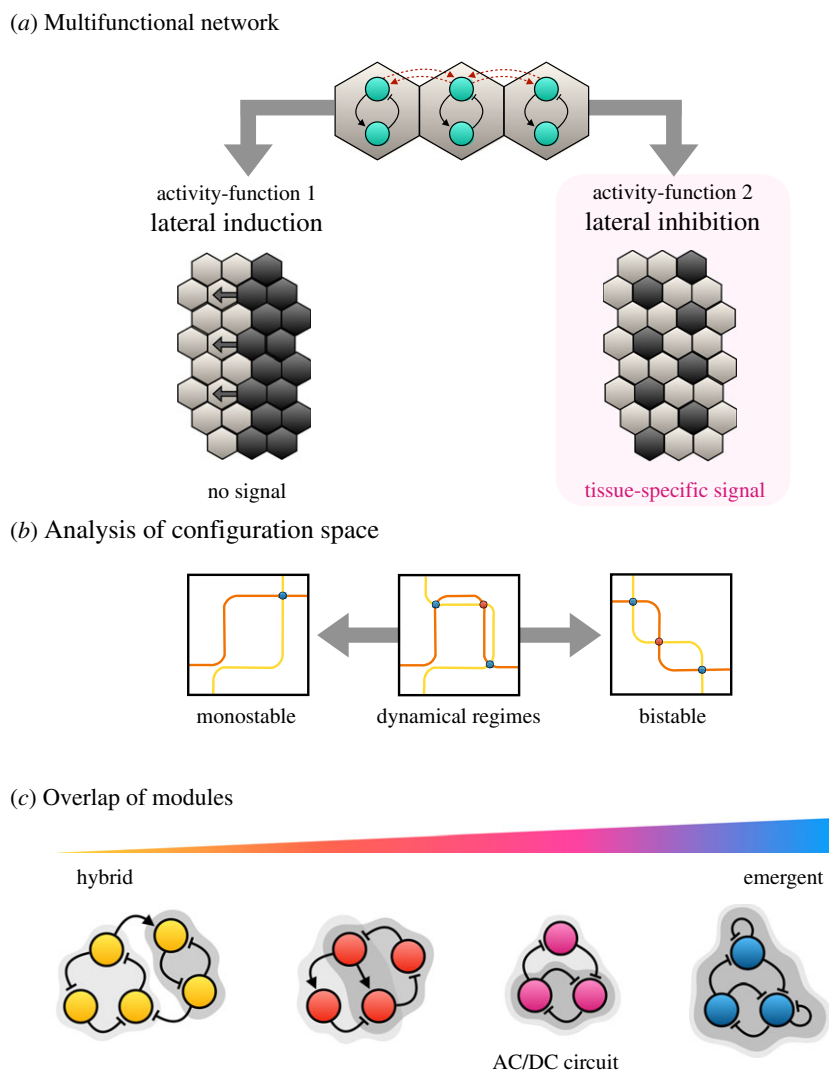 (a) Multifunctional network
activity-function 1
lateral induction
activity-function 2
lateral inhibition
no signal
tissue-specific signal
(b) Analysis of configuration space
monostable
dynamical regimes
bistable
(c) Overlap of modules
hybrid
emergent
AC/DC circuit